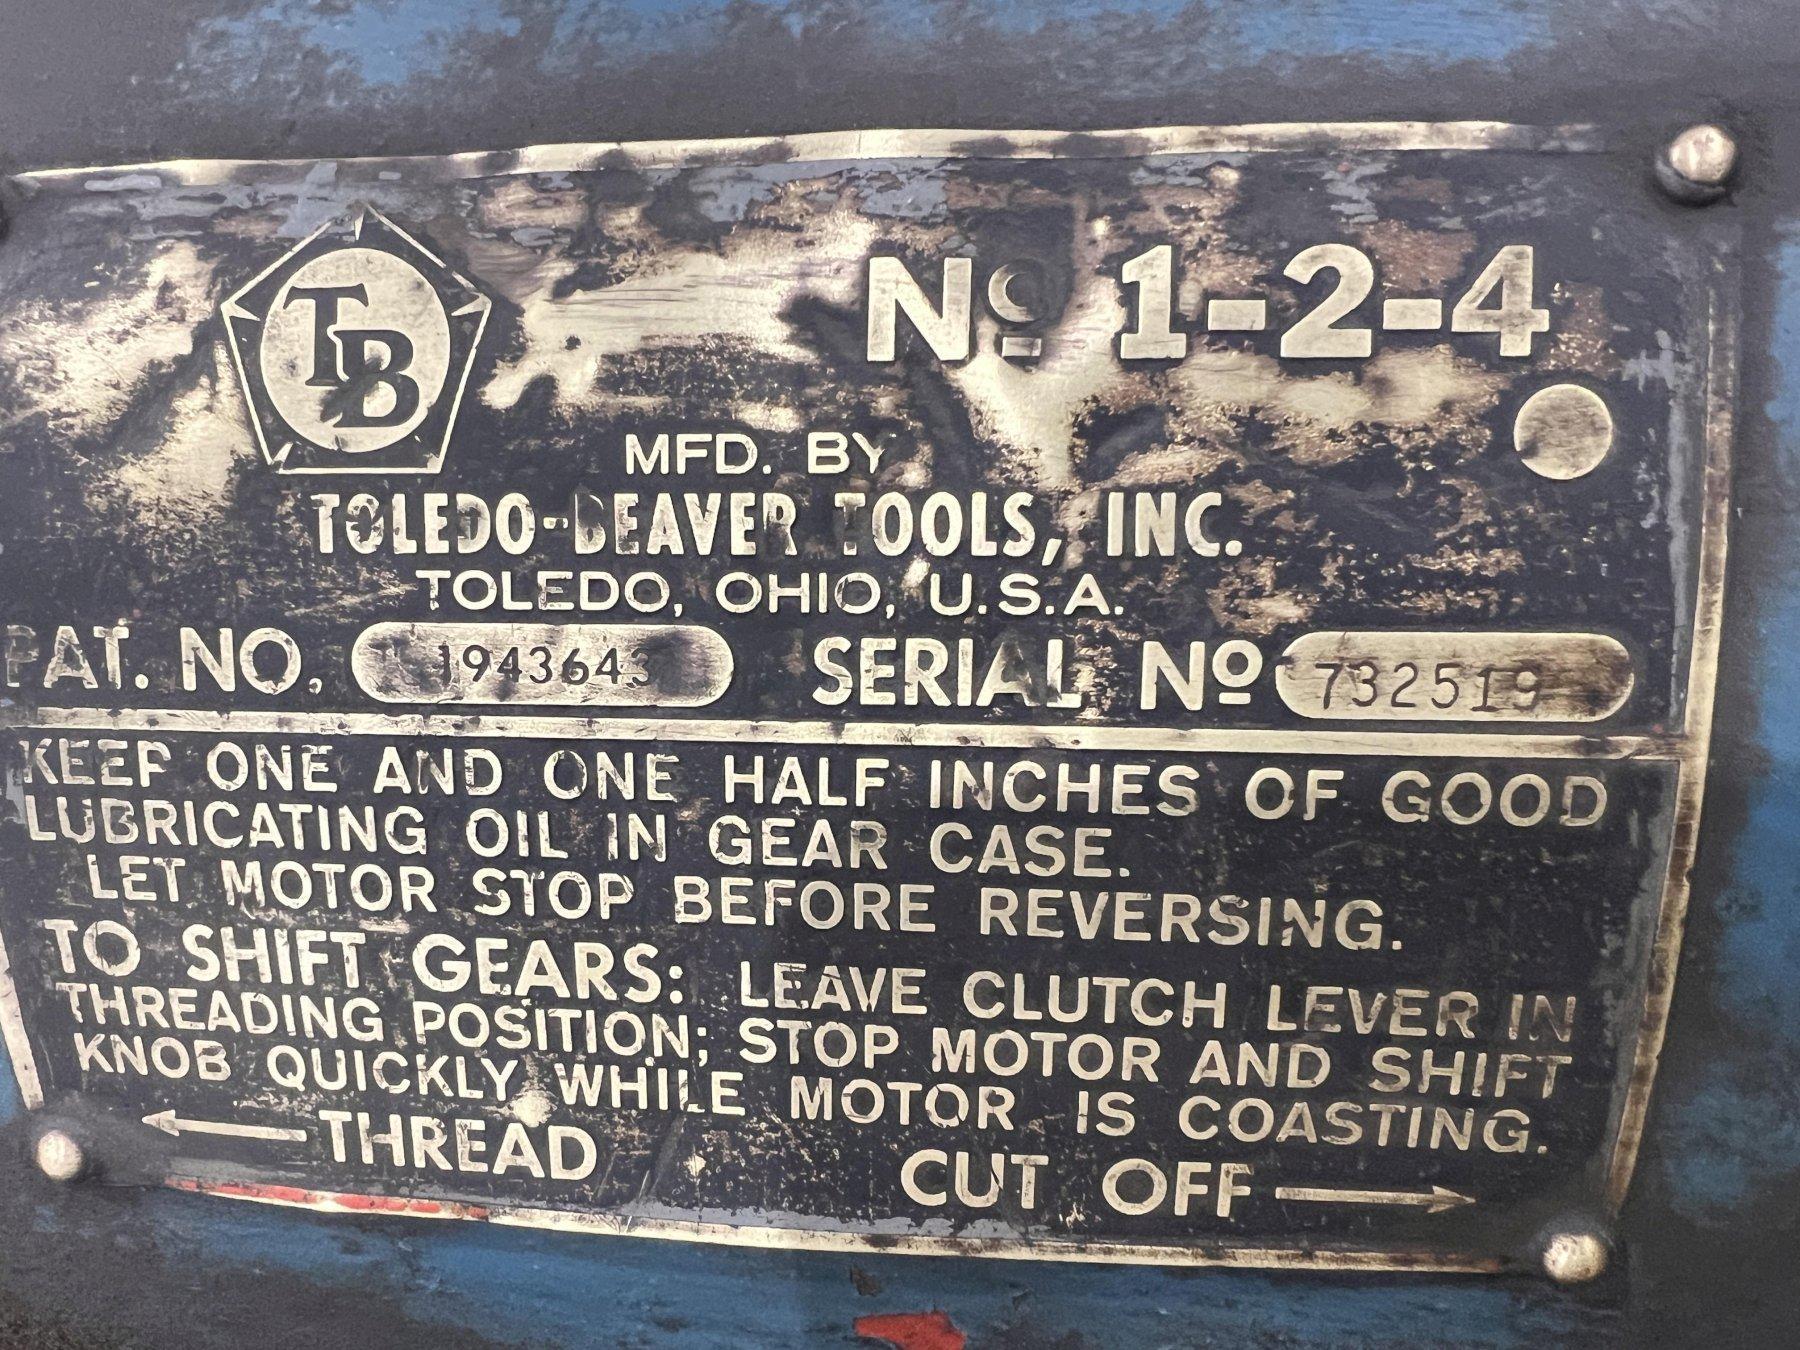 TB
Nº 1-2-4
MFD. BY
TOLEDO-BEAVER TOOLS, INC.
TOLEDO, OHIO, U.S.A.
PAT. NO. 1943643 SERIAL Nº 732519
KEEP ONE AND ONE HALF INCHES OF GOOD
LUBRICATING OIL IN GEAR CASE.
LET MOTOR STOP BEFORE REVERSING.
TO SHIFT GEARS: LEAVE CLUTCH LEVER IN
THREADING POSITION; STOP MOTOR AND SHIFT
KNOB QUICKLY WHILE MOTOR IS COASTING.
← THREAD CUT OFF →